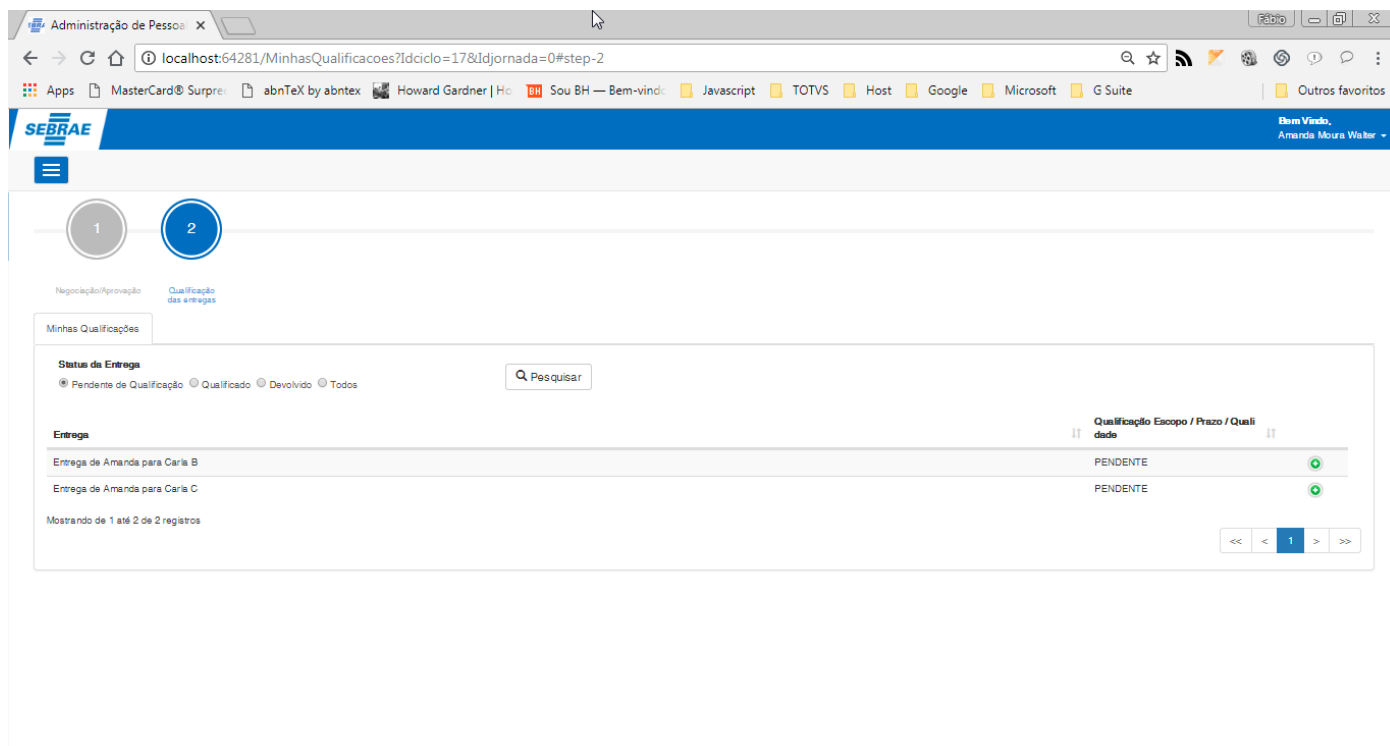 Administração de Pessoa
Fábio
localhost:64281/MinhasQualificacoes?Idciclo=17&Idjornada=0#step-2
Apps MasterCard® Surpre abnTeX by abntex Howard Gardner | Ho BH Sou BH — Bem-vindo Javascript TOTVS Host Google Microsoft G Suite Outros favoritos
SEBRAE
Bem Vindo,
Amanda Moura Walter
1 2
Negociação/Aprovação
Qualificação
das entregas
Minhas Qualificações
Status da Entrega
Pendente de Qualificação Qualificado Devolvido Todos
Pesquisar
Entrega
Qualificação Escopo / Prazo / Quali
dade
Entrega de Amanda para Carla B PENDENTE
Entrega de Amanda para Carla C PENDENTE
Mostrando de 1 até 2 de 2 registros
<< < 1 > >>